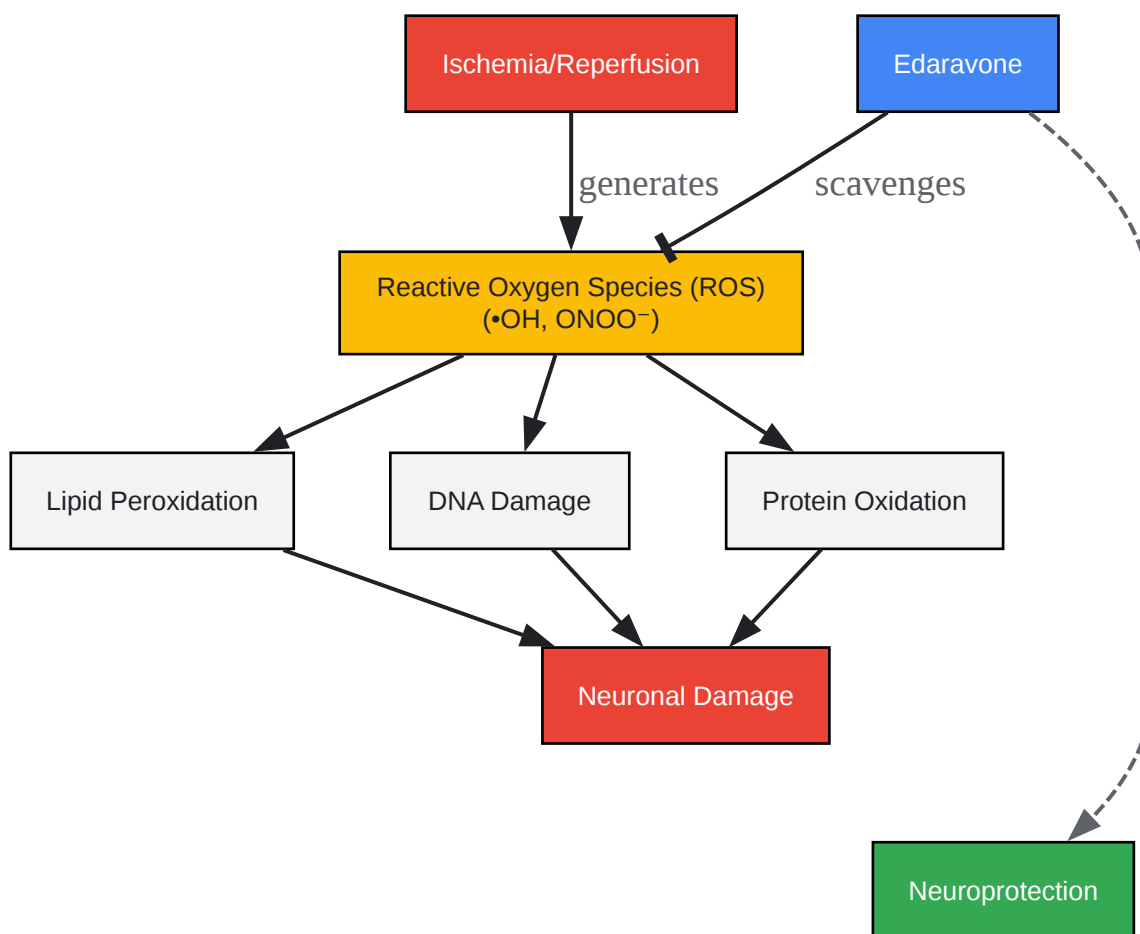 Ischemia/Reperfusion
Edaravone
generates
scavenges
Reactive Oxygen Species (ROS)
(•OH, ONOO⁻)
Lipid Peroxidation
DNA Damage
Protein Oxidation
Neuronal Damage
Neuroprotection